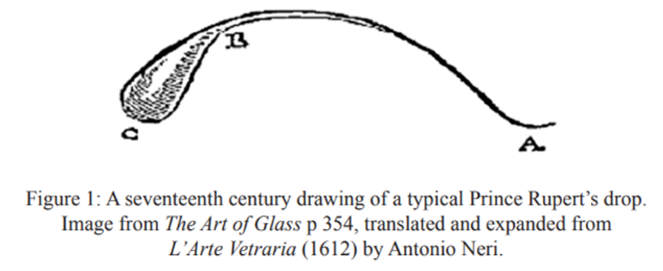 B
C
A.
Figure 1: A seventeenth century drawing of a typical Prince Rupert's drop.
Image from The Art of Glass p 354, translated and expanded from
L'Arte Vetraria (1612) by Antonio Neri.